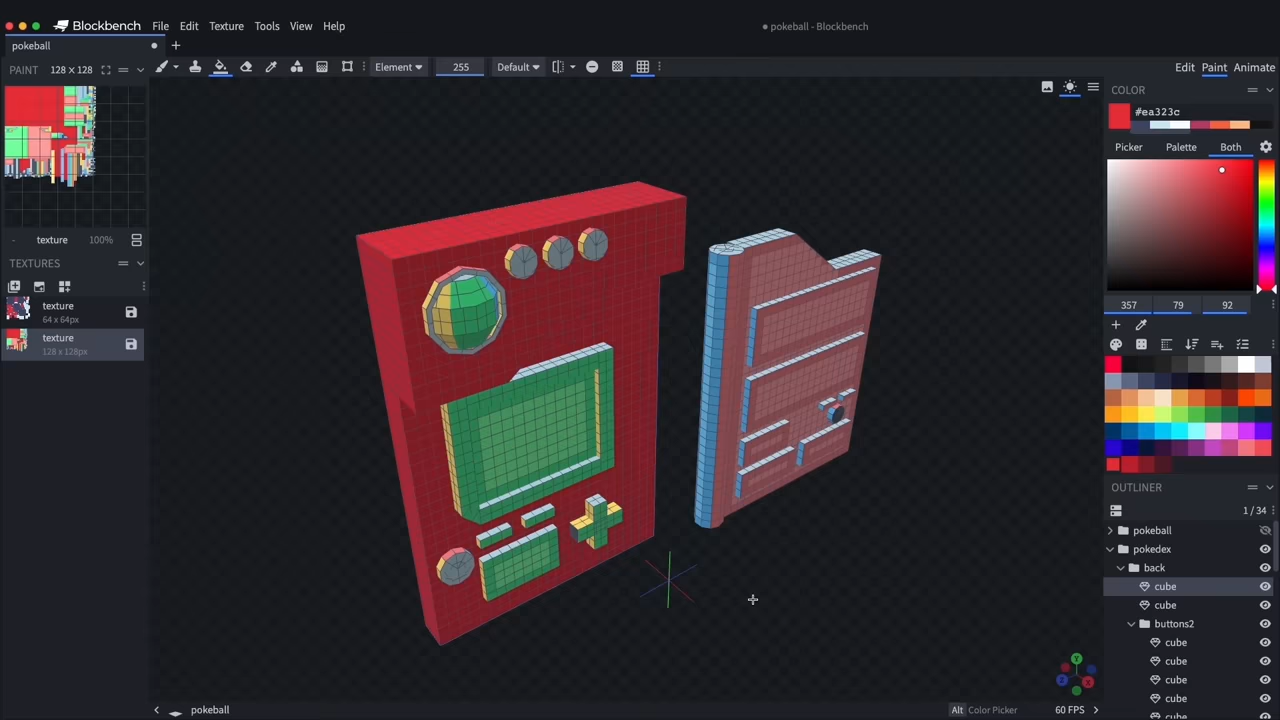 Blockbench File Edit Texture Tools View Help
pokeball - Blockbench
pokeball
PAINT 128 x 128
Element 255 Default
Edit Paint Animate
COLOR
#ea323c
Picker Palette Both
- texture 100%
TEXTURES
texture
64 x 64px
texture
128 x 128px
357 79 92
OUTLINER
1 / 34
pokeball
pokedex
back
cube
cube
buttons2
cube
cube
cube
cube
Y
Z
X
pokeball
Alt Color Picker
60 FPS